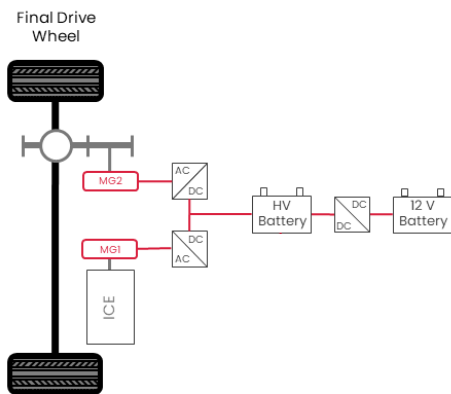 Final Drive
Wheel
MG2
AC
DC
HV
Battery
DC
DC
12 V
Battery
MG1
DC
AC
ICE